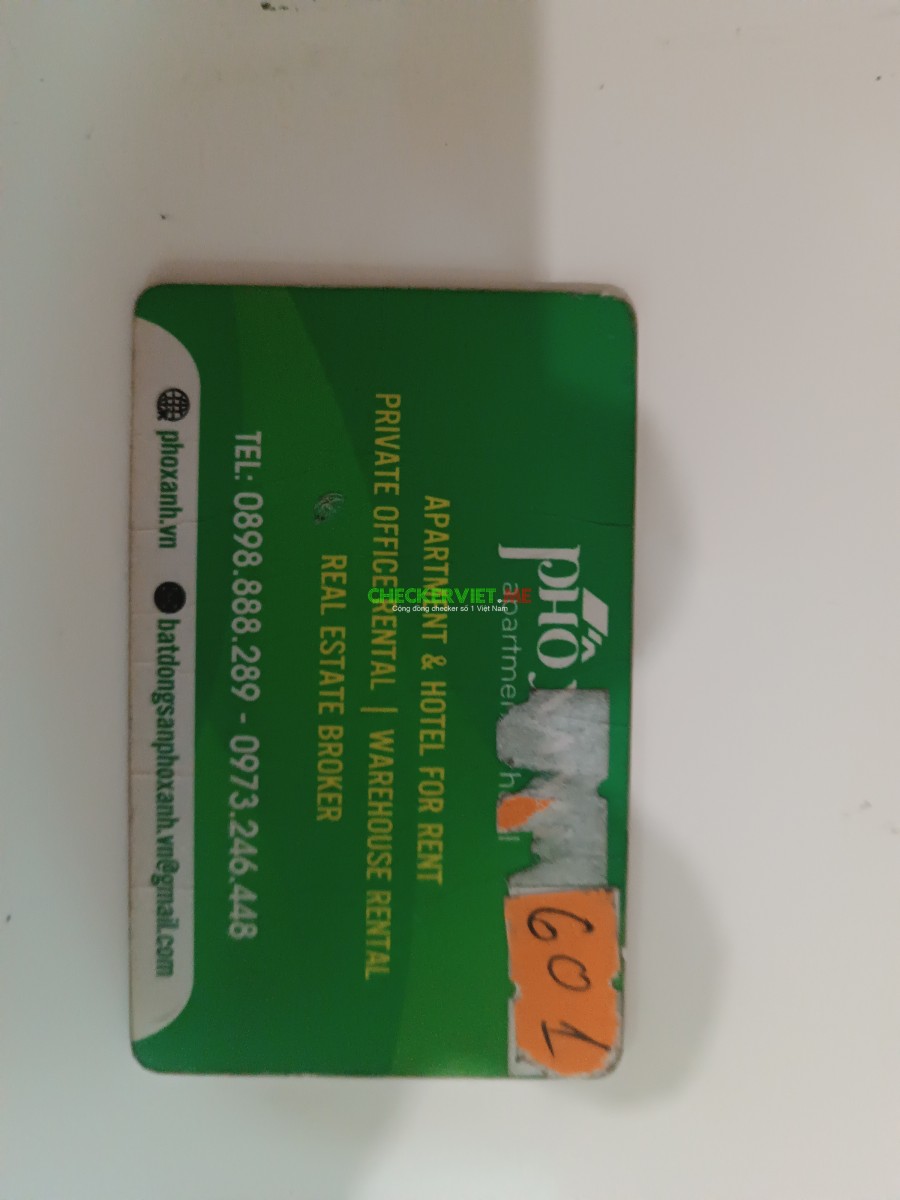 PHỐ
apartment h l
601
APARTMENT & HOTEL FOR RENT
PRIVATE OFFICE RENTAL | WAREHOUSE RENTAL
REAL ESTATE BROKER
TEL: 0898.888.289 - 0973.246.448
phoxanh.vn batdongsanphoxanh.vn@gmail.com
CHECKERVIET.ME
Cộng đồng checker số 1 Việt Nam